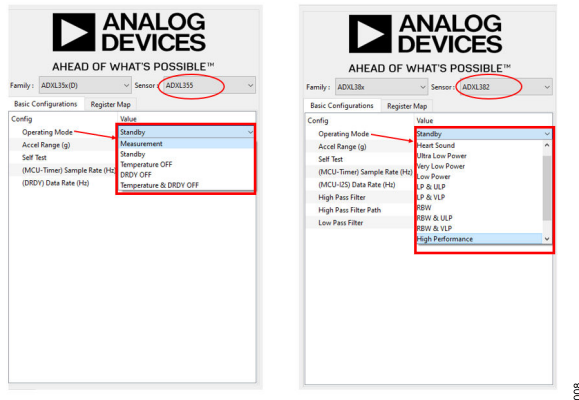 ANALOG
DEVICES
AHEAD OF WHAT'S POSSIBLE™
Family : ADXL35x(D) Sensor : ADXL355
Basic Configurations Register Map
Config Value
Operating Mode Standby
Accel Range (g) Measurement
Self Test Standby
(MCU-Timer) Sample Rate (Hz) Temperature OFF
(DRDY) Data Rate (Hz) DRDY OFF
Temperature & DRDY OFF
ANALOG
DEVICES
AHEAD OF WHAT'S POSSIBLE™
Family : ADXL38x Sensor : ADXL382
Basic Configurations Register Map
Config Value
Operating Mode Standby
Accel Range (g) Heart Sound
Self Test Ultra Low Power
Very Low Power
(MCU-Timer) Sample Rate (Hz) Low Power
(MCU-I2S) Data Rate (Hz) LP & ULP
High Pass Filter LP & VLP
High Pass Filter Path RBW
Low Pass Filter RBW & ULP
RBW & VLP
High Performance
008